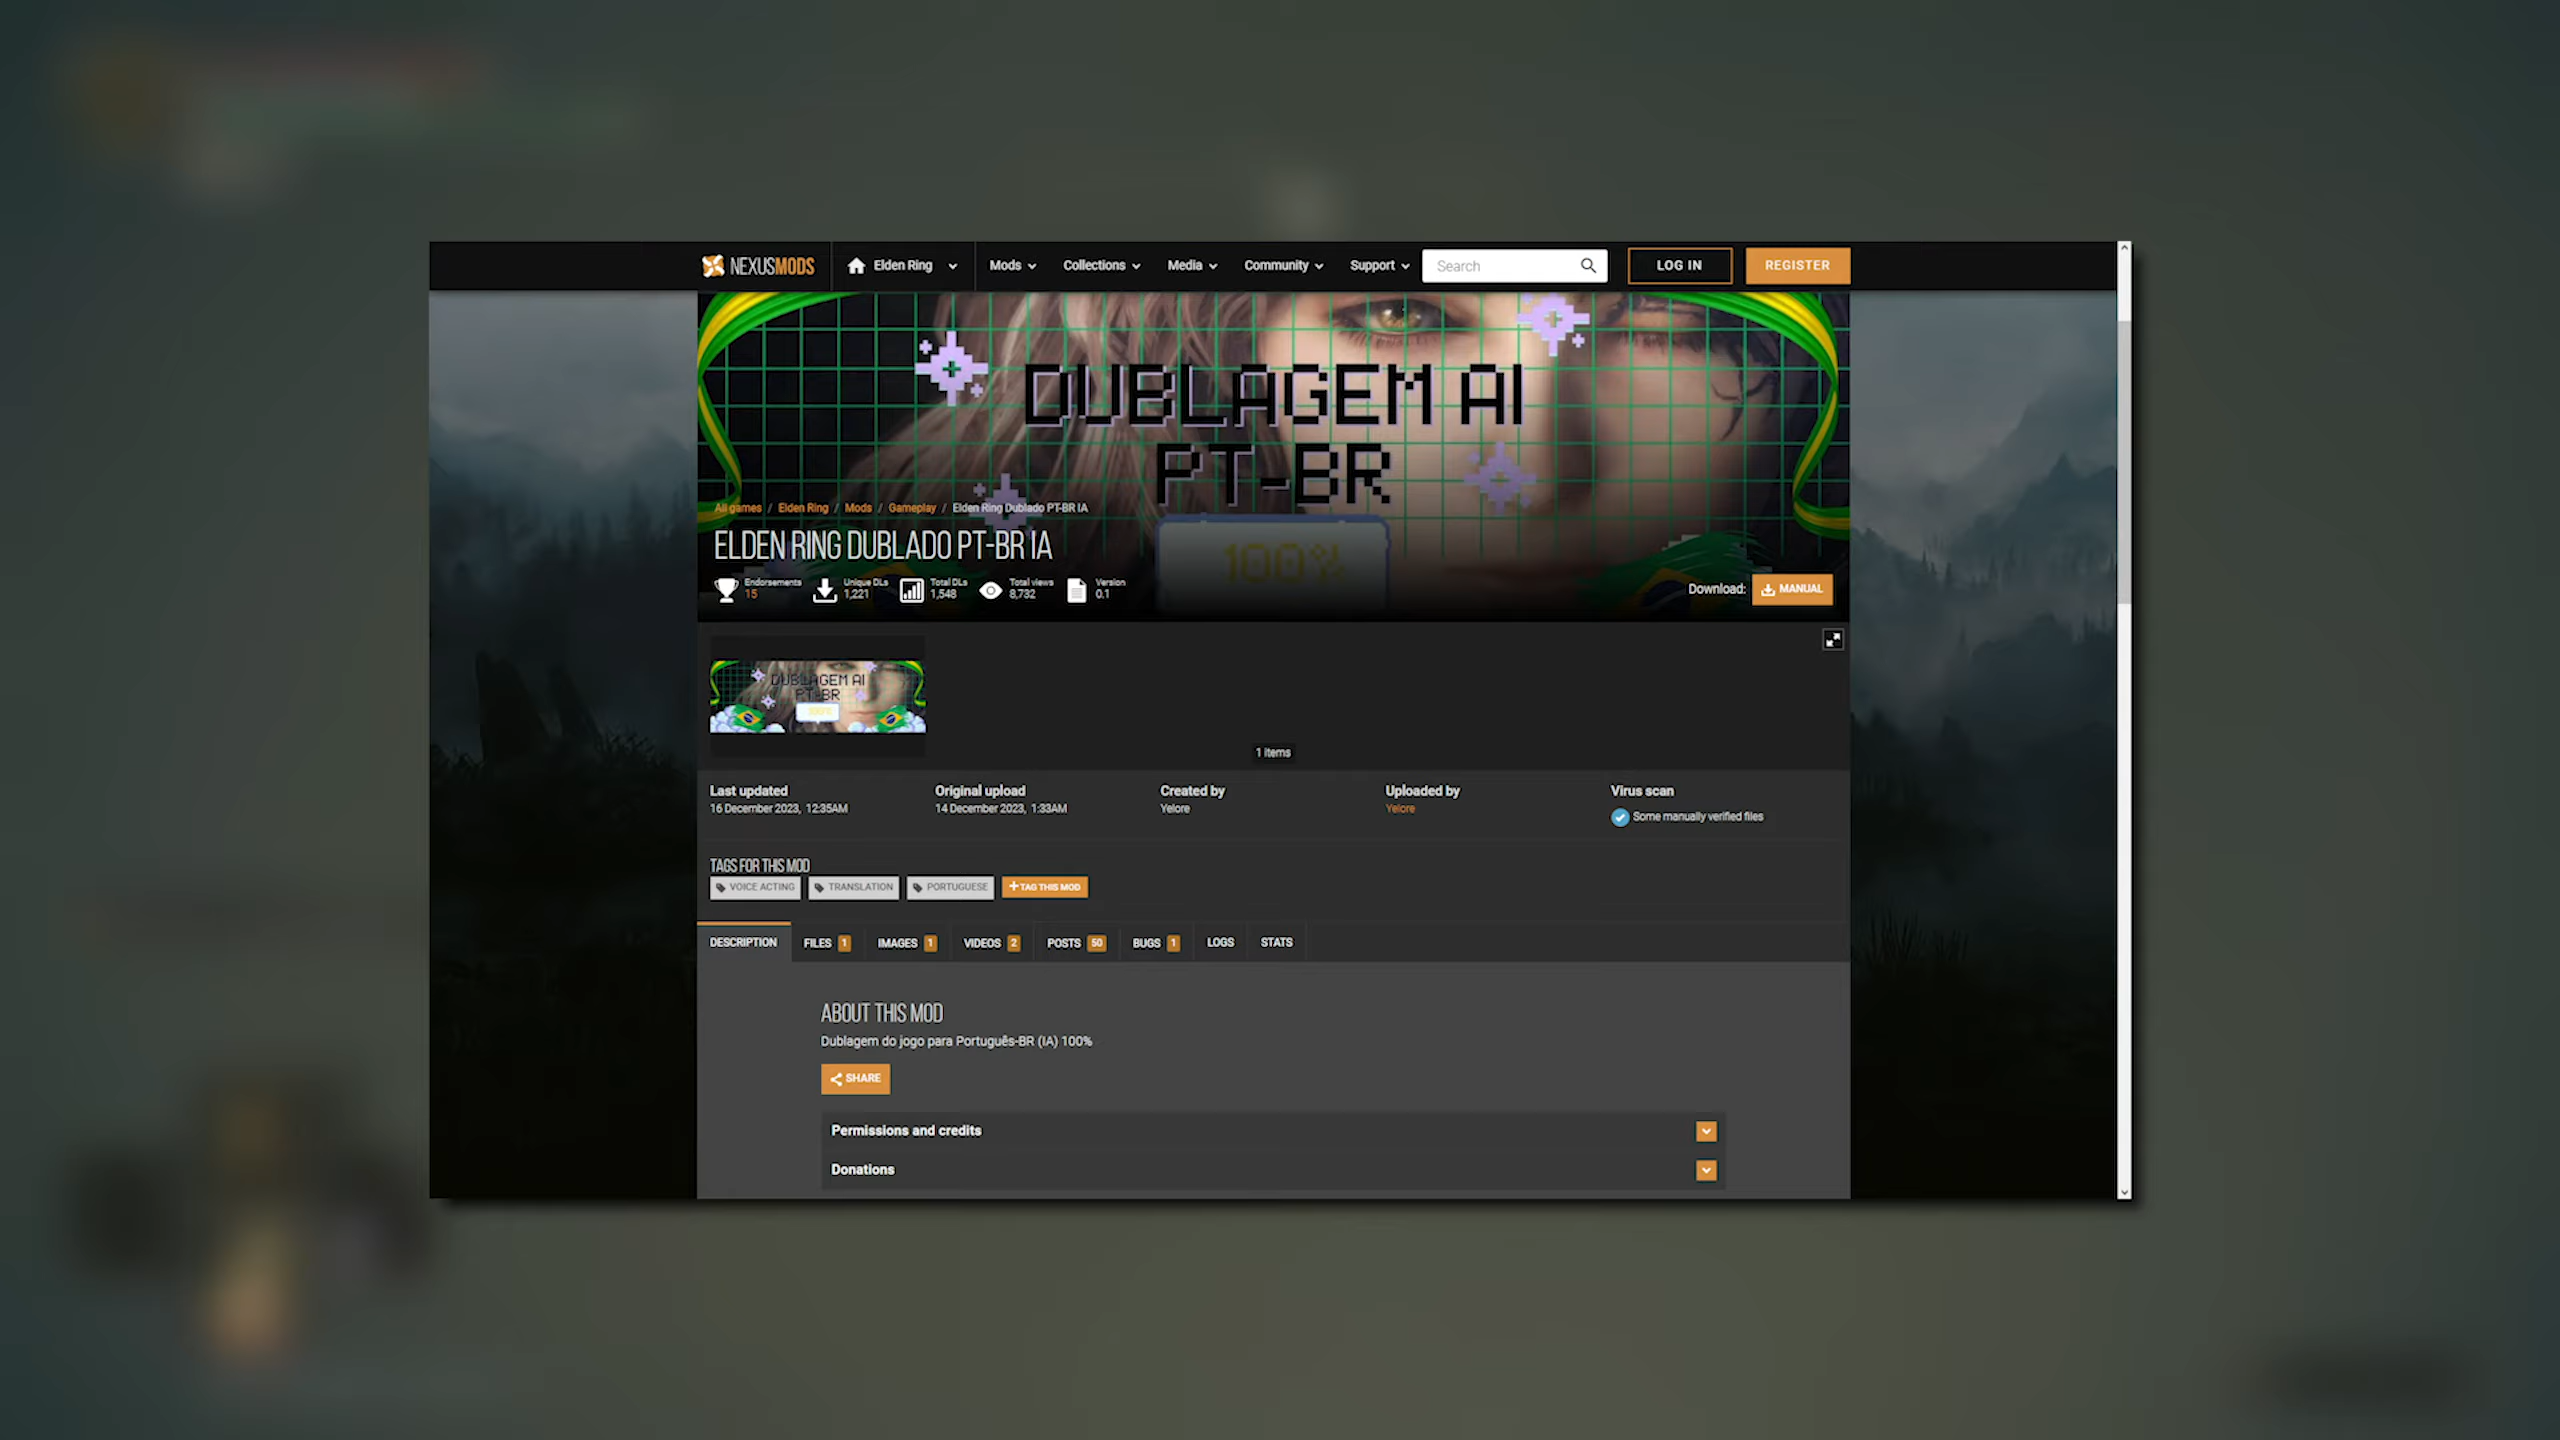 NEXUSMODS Elden Ring Mods Collections Media Community Support Search LOG IN REGISTER
DUBLAGEM AI
PT-BR
100%
All games / Elden Ring / Mods / Gameplay / Elden Ring Dublado PT-BR IA
ELDEN RING DUBLADO PT-BR IA
Endorsements Unique DLs Total DLs Total views Version
15 1,221 1,548 8,732 0.1
Download: MANUAL
DUBLAGEM AI
PT-BR
100%
1 items
Last updated Original upload Created by Uploaded by Virus scan
16 December 2023, 12:35AM 14 December 2023, 1:33AM Yelore Yelore Some manually verified files
TAGS FOR THIS MOD
VOICE ACTING TRANSLATION PORTUGUESE +TAG THIS MOD
DESCRIPTION FILES 1 IMAGES 1 VIDEOS 2 POSTS 50 BUGS 1 LOGS STATS
ABOUT THIS MOD
Dublagem do jogo para Português-BR (IA) 100%
SHARE
Permissions and credits
Donations